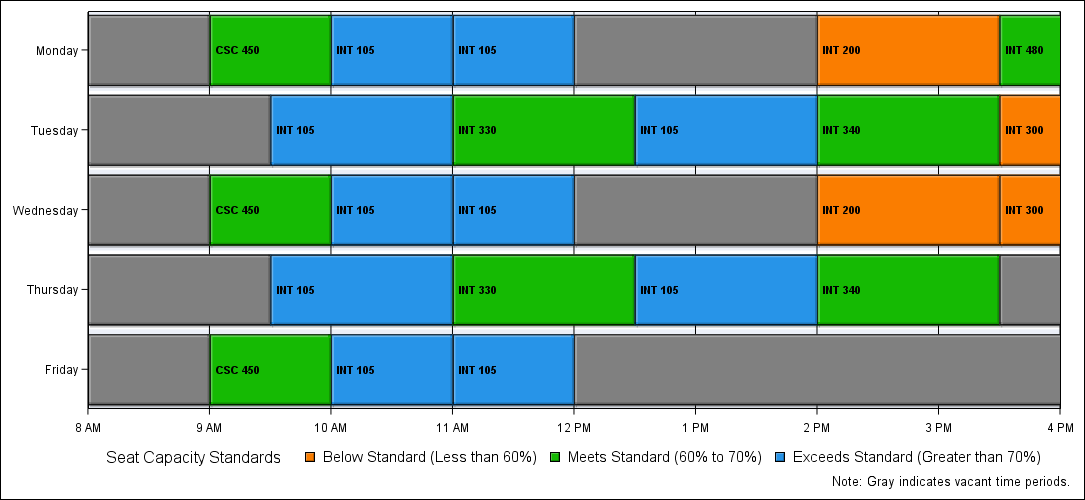 Monday CSC 450 INT 105 INT 105 INT 200 INT 480
Tuesday INT 105 INT 330 INT 105 INT 340 INT 300
Wednesday CSC 450 INT 105 INT 105 INT 200 INT 300
Thursday INT 105 INT 330 INT 105 INT 340
Friday CSC 450 INT 105 INT 105
8 AM 9 AM 10 AM 11 AM 12 PM 1 PM 2 PM 3 PM 4 PM
Seat Capacity Standards Below Standard (Less than 60%) Meets Standard (60% to 70%) Exceeds Standard (Greater than 70%)
Note: Gray indicates vacant time periods.